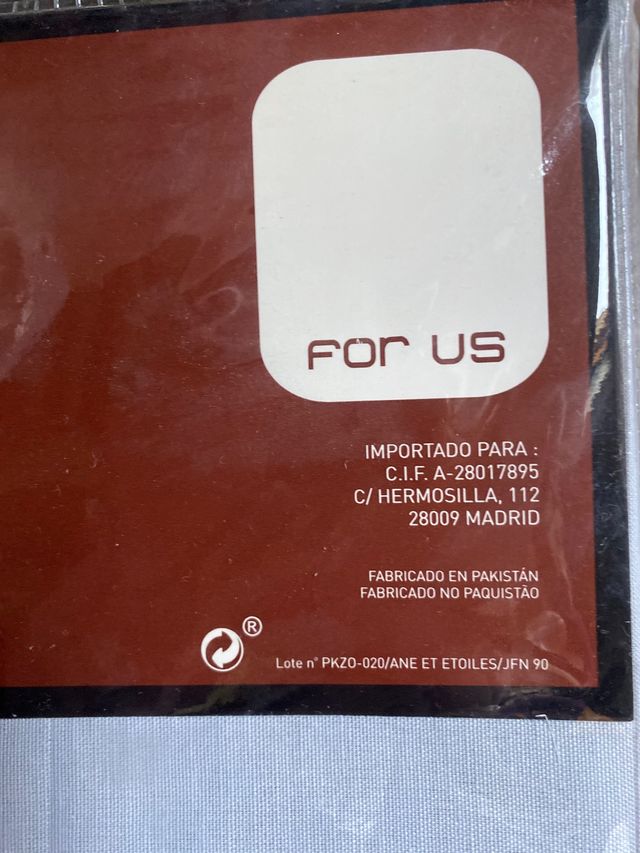 For US
IMPORTADO PARA :
C.I.F. A-28017895
C/ HERMOSILLA, 112
28009 MADRID
FABRICADO EN PAKISTÁN
FABRICADO NO PAQUISTÃO
®
Lote n° PKZO-020/ANE ET ETOILES/JFN 90